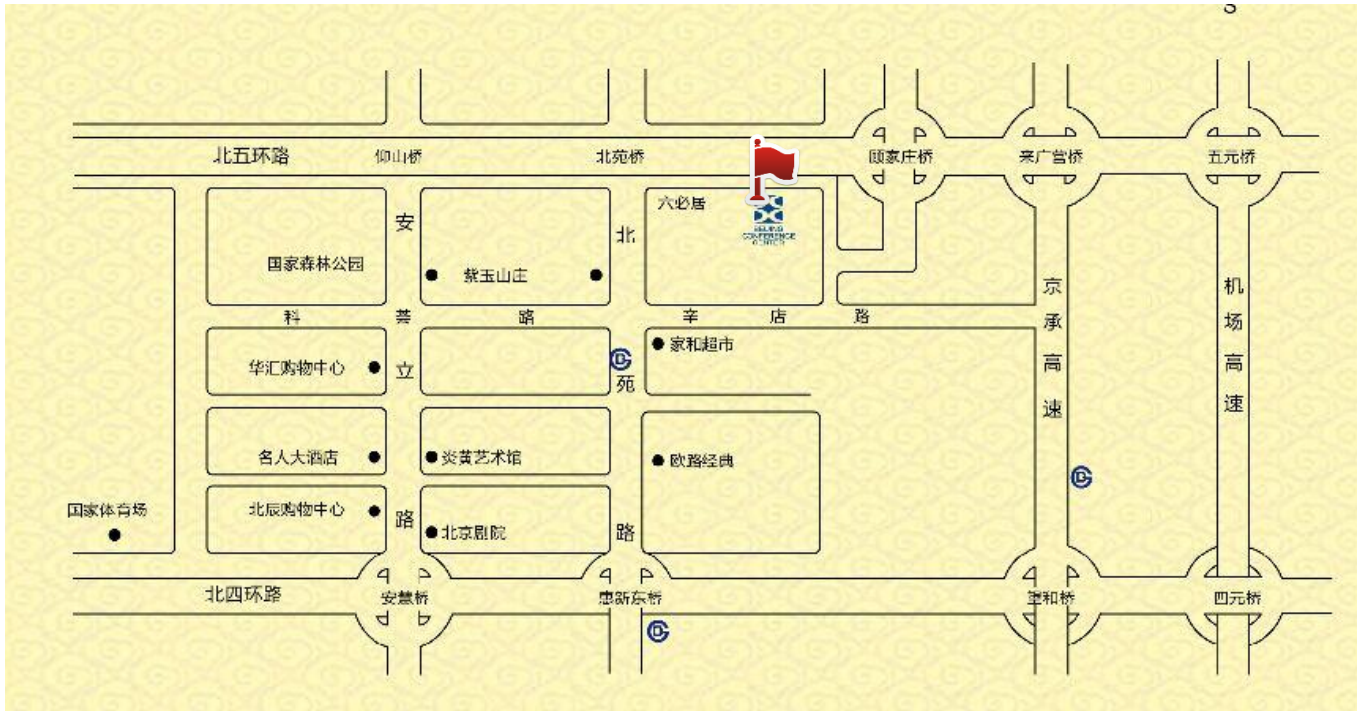 S
北五环路
仰山桥
北苑桥
顾家庄桥
来广营桥
五元桥
六必居
BEIJING
CONFERENCE
CENTER
国家森林公园
紫玉山庄
科荟路
辛店路
安立路
北苑路
京承高速
机场高速
家和超市
华汇购物中心
名人大酒店
炎黄艺术馆
欧路经典
国家体育场
北辰购物中心
北京剧院
北四环路
安慧桥
惠新东桥
望和桥
四元桥